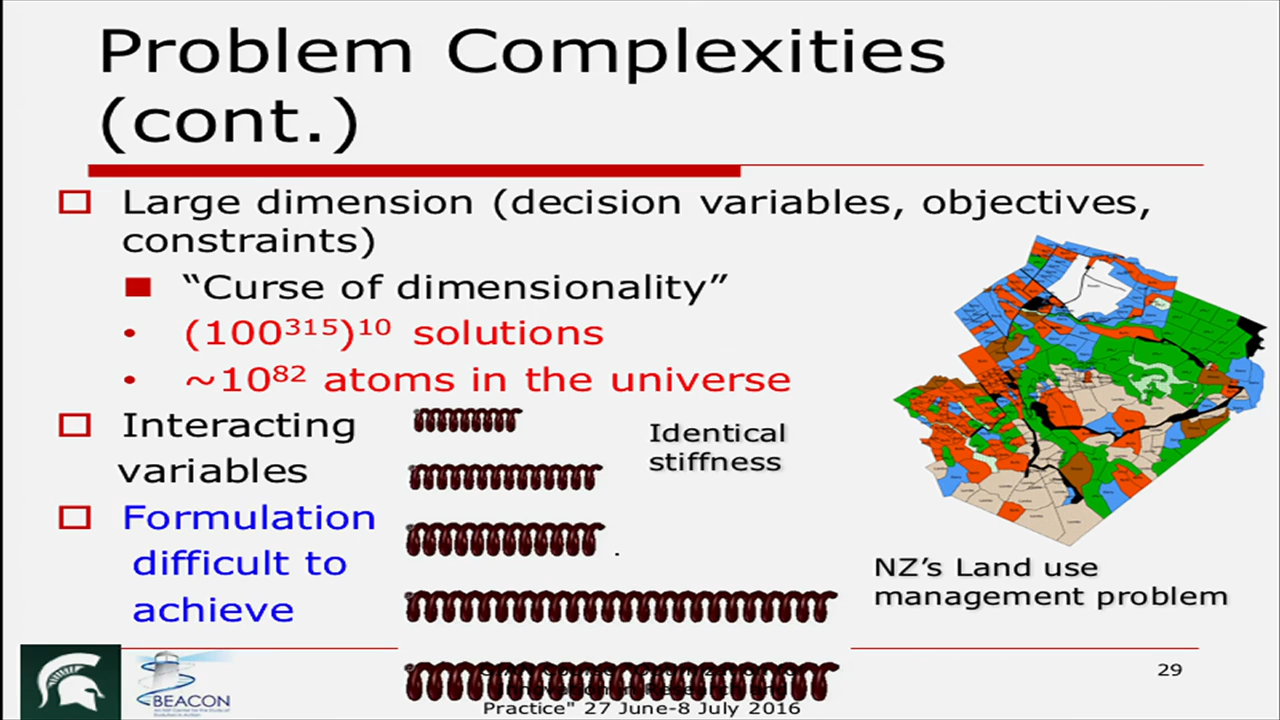 Problem Complexities
(cont.)
Large dimension (decision variables, objectives,
constraints)
"Curse of dimensionality"
(100³¹⁵)¹⁰ solutions
~10⁸² atoms in the universe
Interacting
variables
Formulation
difficult to
achieve
Identical
stiffness
NZ's Land use
management problem
BEACON
Practice" 27 June-8 July 2016
29